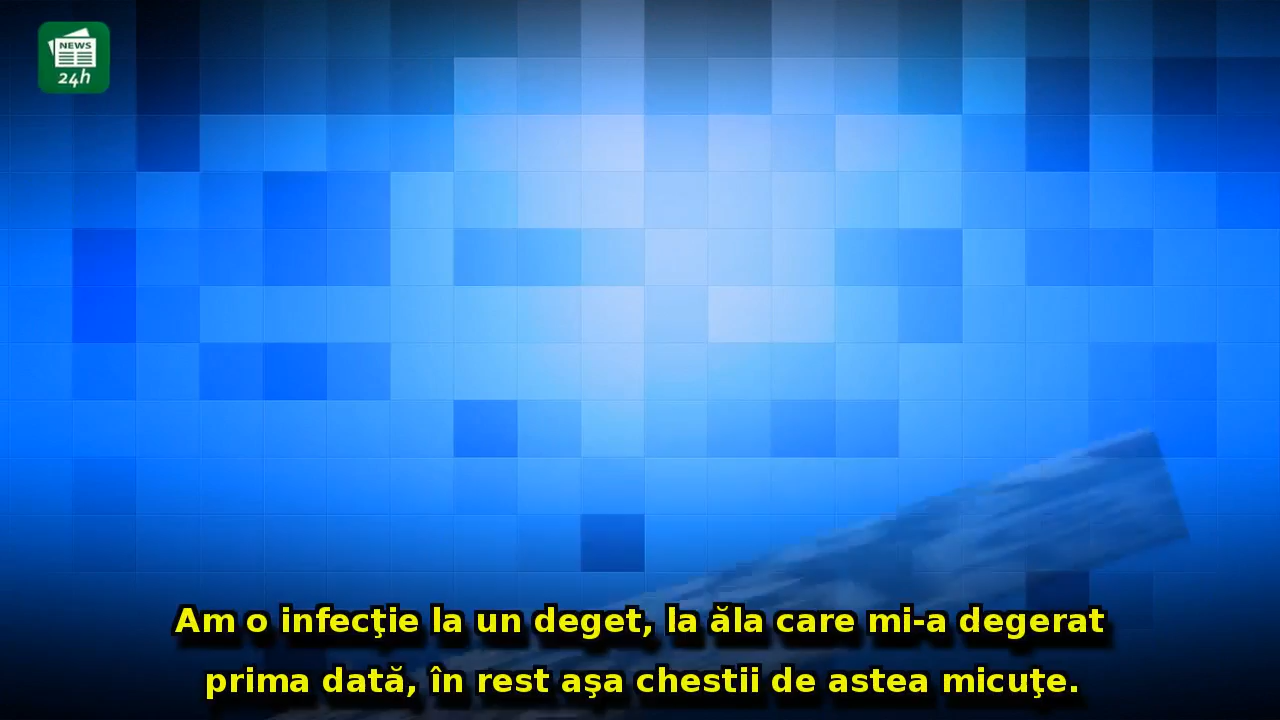 NEWS
24h
Am o infecţie la un deget, la ăla care mi-a degerat
prima dată, în rest aşa chestii de astea micuţe.